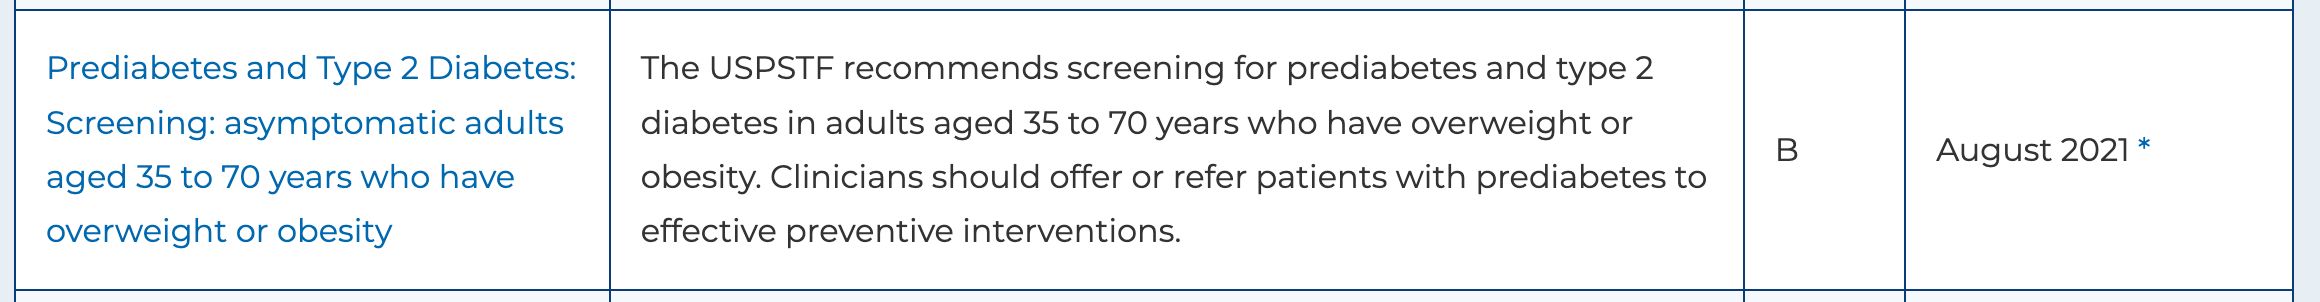 Prediabetes and Type 2 Diabetes:
Screening: asymptomatic adults
aged 35 to 70 years who have
overweight or obesity
The USPSTF recommends screening for prediabetes and type 2
diabetes in adults aged 35 to 70 years who have overweight or
obesity. Clinicians should offer or refer patients with prediabetes to
effective preventive interventions.
B
August 2021 *